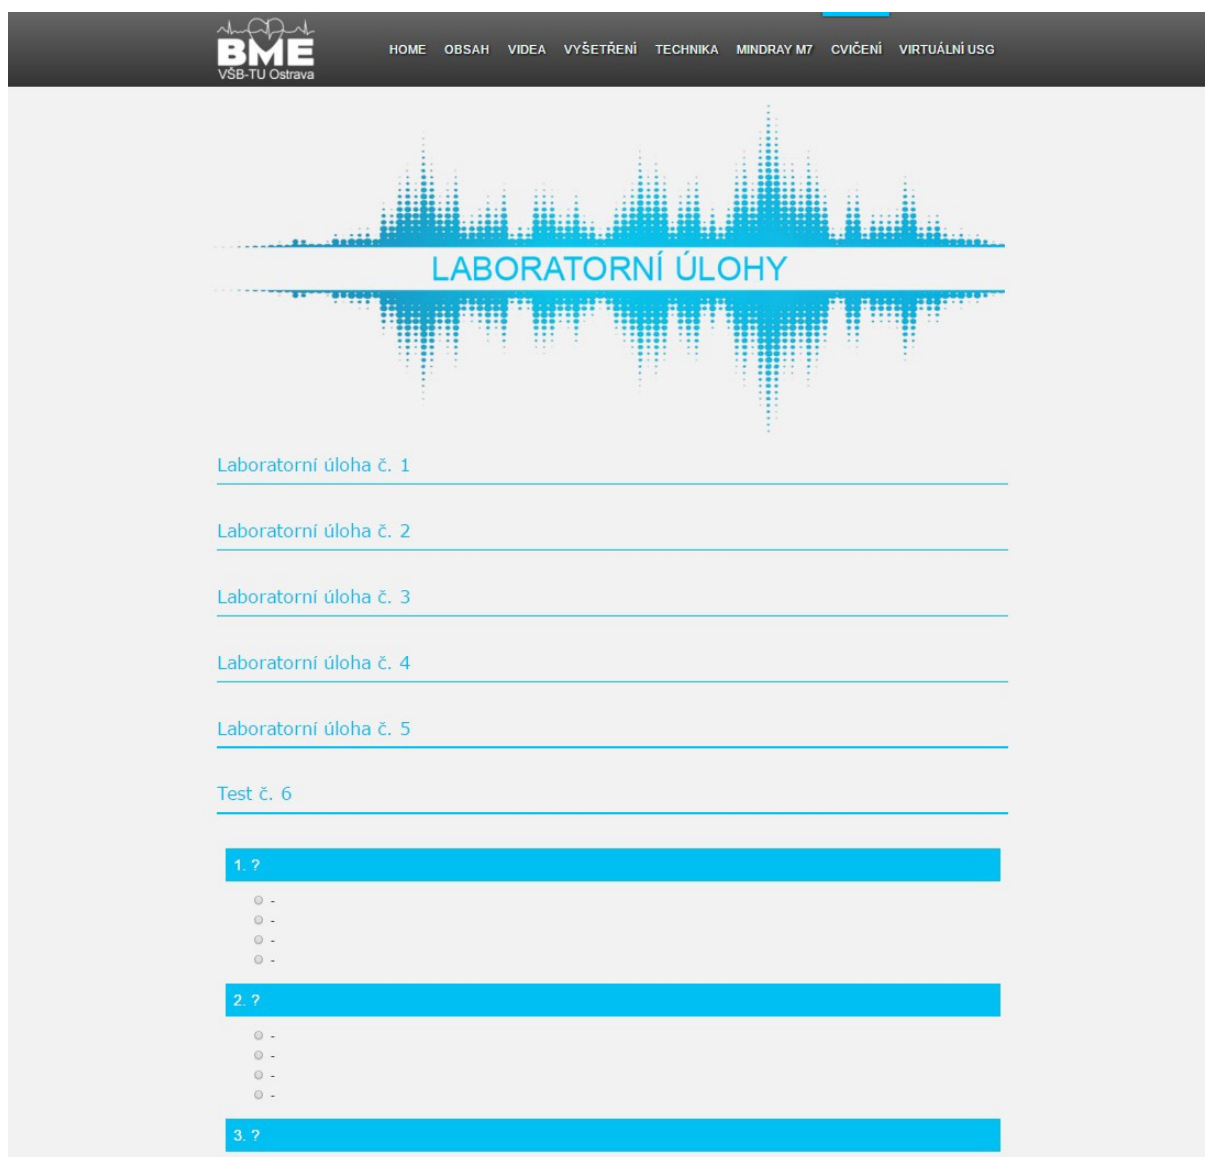 BME
VŠB-TU Ostrava
HOME OBSAH VIDEA VYŠETŘENÍ TECHNIKA MINDRAY M7 CVIČENÍ VIRTUÁLNÍ USG
LABORATORNÍ ÚLOHY
Laboratorní úloha č. 1
Laboratorní úloha č. 2
Laboratorní úloha č. 3
Laboratorní úloha č. 4
Laboratorní úloha č. 5
Test č. 6
1. ?
-
-
-
-
2. ?
-
-
-
-
3. ?